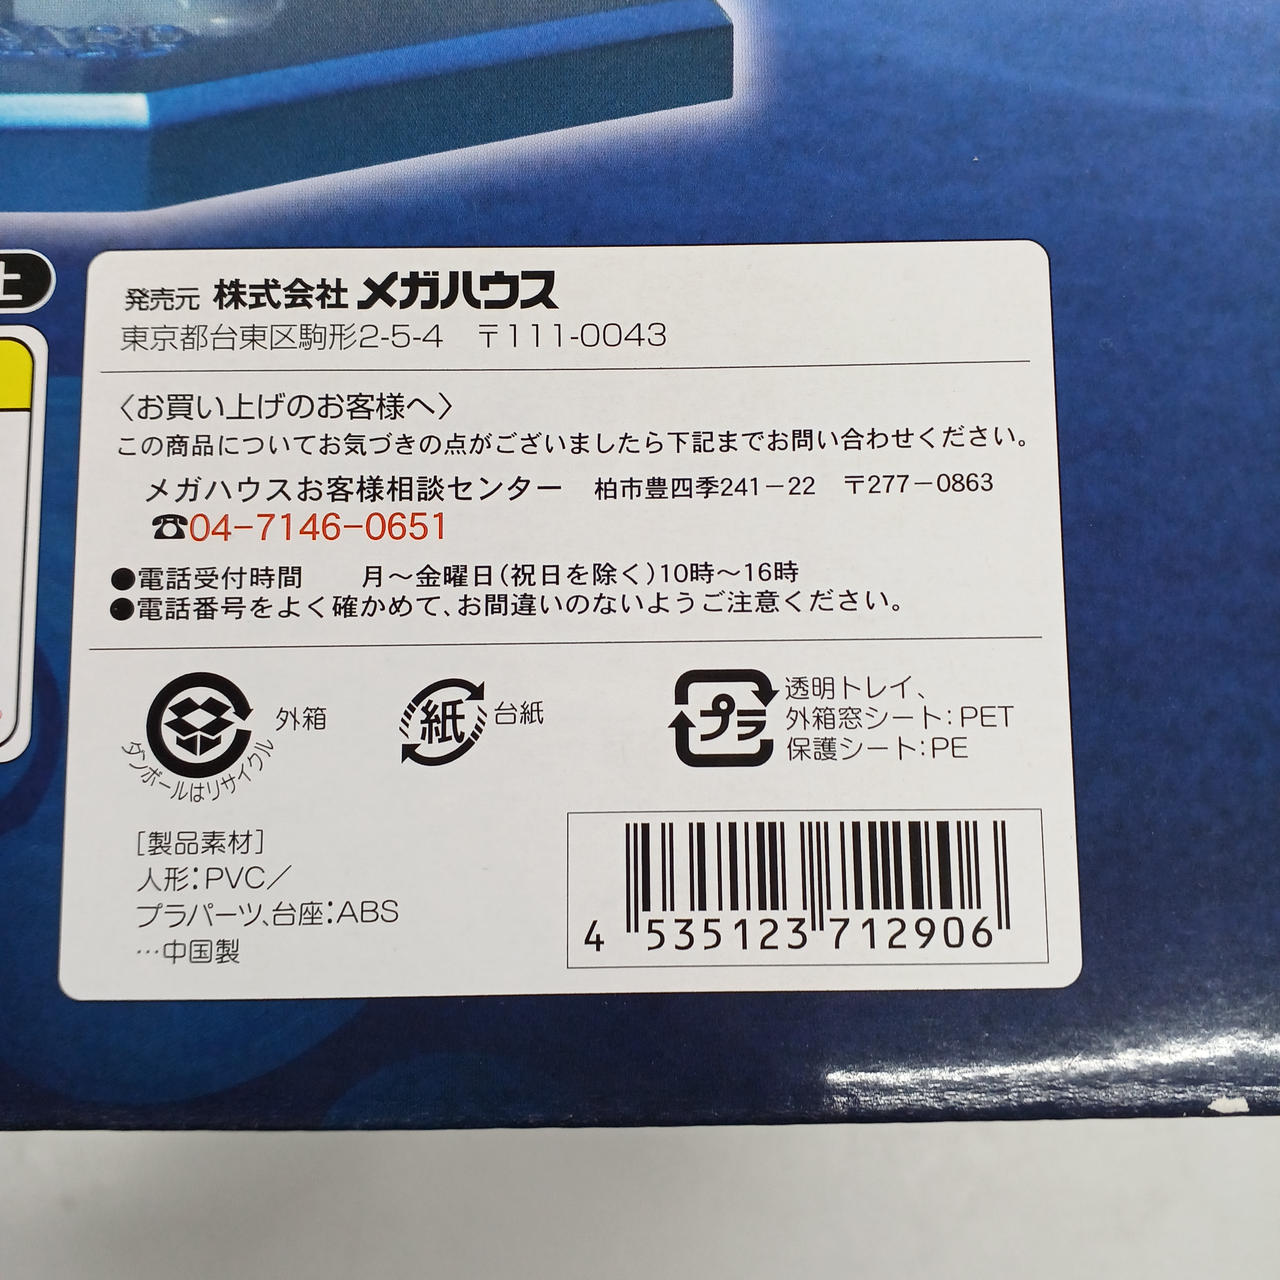 上
発売元 株式会社 メガハウス
東京都台東区駒形2-5-4 〒111-0043
〈お買い上げのお客様へ〉
この商品についてお気づきの点がございましたら下記までお問い合わせください。
メガハウスお客様相談センター 柏市豊四季241－22 〒277－0863
☎04-7146-0651
●電話受付時間 月～金曜日(祝日を除く)10時～16時
●電話番号をよく確かめて、お間違いのないようご注意ください。
外箱
ダンボールはリサイクル
紙 台紙
プラ 透明トレイ、
外箱窓シート：PET
保護シート：PE
[製品素材]
人形：PVC／
プラパーツ、台座：ABS
…中国製
4 535123 712906